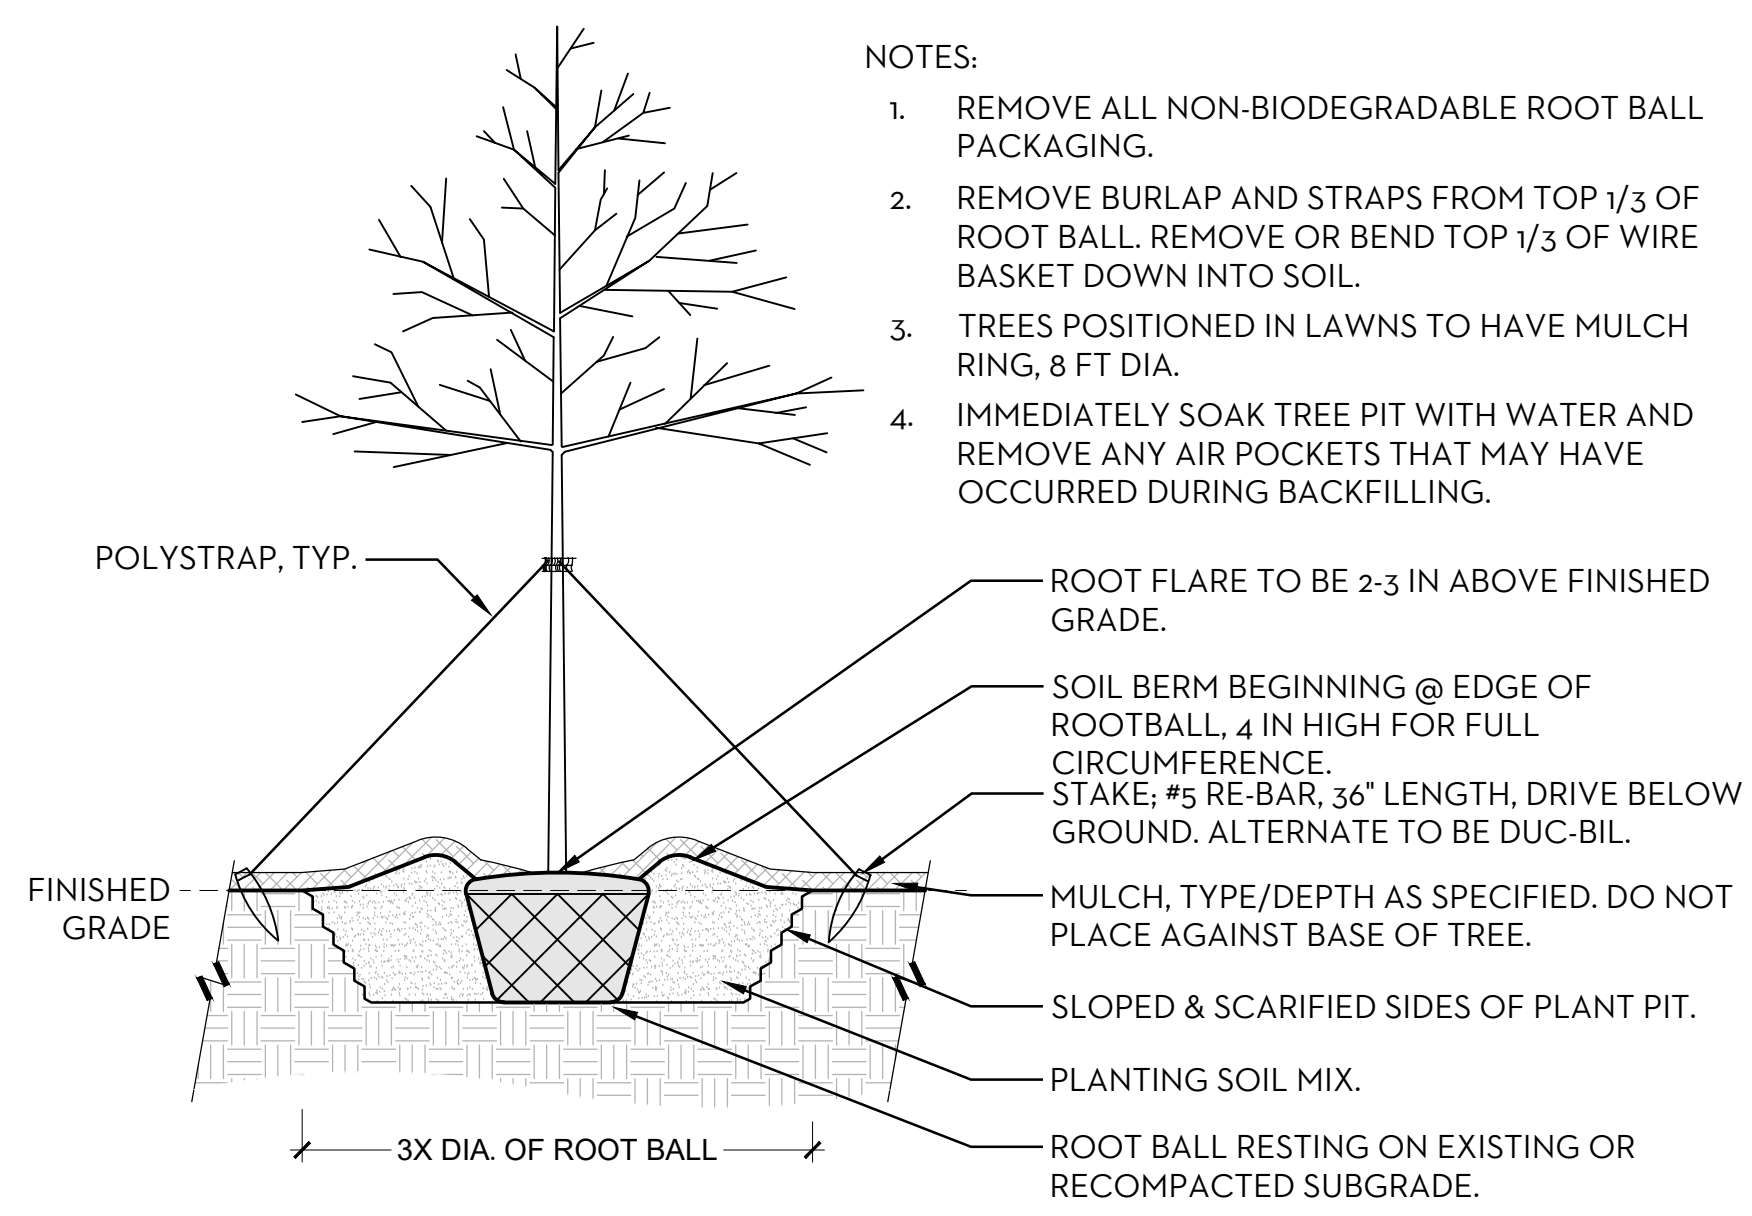 NOTES:
1. REMOVE ALL NON-BIODEGRADABLE ROOT BALL
PACKAGING.
2. REMOVE BURLAP AND STRAPS FROM TOP 1/3 OF
ROOT BALL. REMOVE OR BEND TOP 1/3 OF WIRE
BASKET DOWN INTO SOIL.
3. TREES POSITIONED IN LAWNS TO HAVE MULCH
RING, 8 FT DIA.
4. IMMEDIATELY SOAK TREE PIT WITH WATER AND
REMOVE ANY AIR POCKETS THAT MAY HAVE
OCCURRED DURING BACKFILLING.
POLYSTRAP, TYP.
ROOT FLARE TO BE 2-3 IN ABOVE FINISHED
GRADE.
SOIL BERM BEGINNING @ EDGE OF
ROOTBALL, 4 IN HIGH FOR FULL
CIRCUMFERENCE.
STAKE; #5 RE-BAR, 36" LENGTH, DRIVE BELOW
GROUND. ALTERNATE TO BE DUC-BIL.
FINISHED
GRADE
MULCH, TYPE/DEPTH AS SPECIFIED. DO NOT
PLACE AGAINST BASE OF TREE.
SLOPED & SCARIFIED SIDES OF PLANT PIT.
PLANTING SOIL MIX.
3X DIA. OF ROOT BALL
ROOT BALL RESTING ON EXISTING OR
RECOMPACTED SUBGRADE.